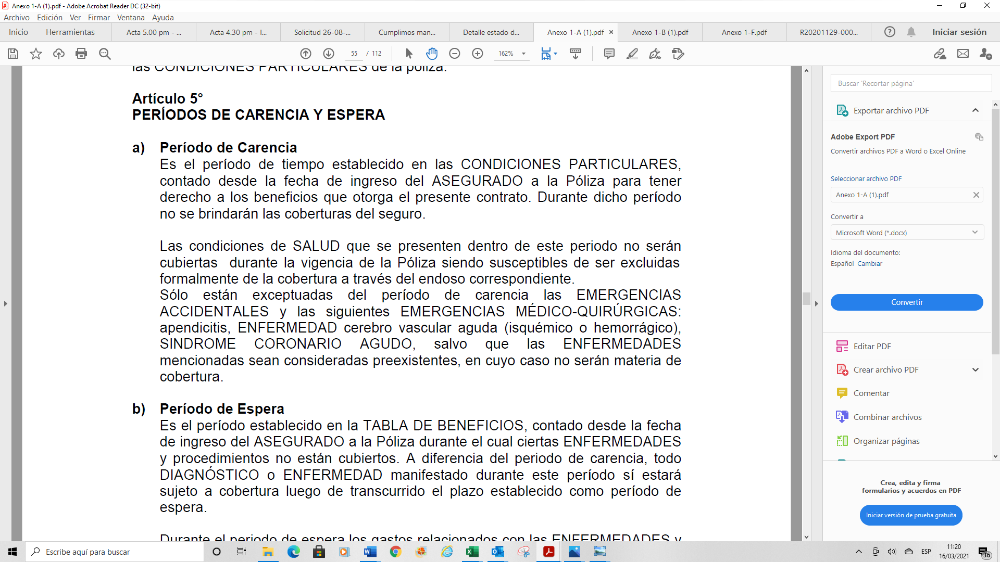 Anexo 1-A (1).pdf - Adobe Acrobat Reader DC (32-bit)
Archivo Edición Ver Firmar Ventana Ayuda
Inicio Herramientas Acta 5.00 pm - ... Acta 4.30 pm - I... Solicitud 26-08-... Cumplimos man... Detalle estado d... Anexo 1-A (1).pdf × Anexo 1-B (1).pdf Anexo 1-F.pdf R20201129-000... Iniciar sesión
55 / 112 162%
las CONDICIONES PARTICULARES de la póliza.
Artículo 5°
PERÍODOS DE CARENCIA Y ESPERA
a) Período de Carencia
Es el período de tiempo establecido en las CONDICIONES PARTICULARES,
contado desde la fecha de ingreso del ASEGURADO a la Póliza para tener
derecho a los beneficios que otorga el presente contrato. Durante dicho período
no se brindarán las coberturas del seguro.
Las condiciones de SALUD que se presenten dentro de este periodo no serán
cubiertas durante la vigencia de la Póliza siendo susceptibles de ser excluidas
formalmente de la cobertura a través del endoso correspondiente.
Sólo están exceptuadas del período de carencia las EMERGENCIAS
ACCIDENTALES y las siguientes EMERGENCIAS MÉDICO-QUIRÚRGICAS:
apendicitis, ENFERMEDAD cerebro vascular aguda (isquémico o hemorrágico),
SINDROME CORONARIO AGUDO, salvo que las ENFERMEDADES
mencionadas sean consideradas preexistentes, en cuyo caso no serán materia de
cobertura.
b) Período de Espera
Es el período establecido en la TABLA DE BENEFICIOS, contado desde la fecha
de ingreso del ASEGURADO a la Póliza durante el cual ciertas ENFERMEDADES
y procedimientos no están cubiertos. A diferencia del periodo de carencia, todo
DIAGNÓSTICO o ENFERMEDAD manifestado durante este período sí estará
sujeto a cobertura luego de transcurrido el plazo establecido como período de
espera.
Durante el periodo de espera los gastos relacionados con las ENFERMEDADES y
Buscar 'Recortar página'
Exportar archivo PDF
Adobe Export PDF
Convertir archivos PDF a Word o Excel Online
Seleccionar archivo PDF
Anexo 1-A (1).pdf
Convertir a
Microsoft Word (*.docx)
Idioma del documento:
Español Cambiar
Convertir
Editar PDF
Crear archivo PDF
Comentar
Combinar archivos
Organizar páginas
Crea, edita y firma
formularios y acuerdos en PDF
Iniciar versión de prueba gratuita
Escribe aquí para buscar
ESP
11:20
16/03/2021
36